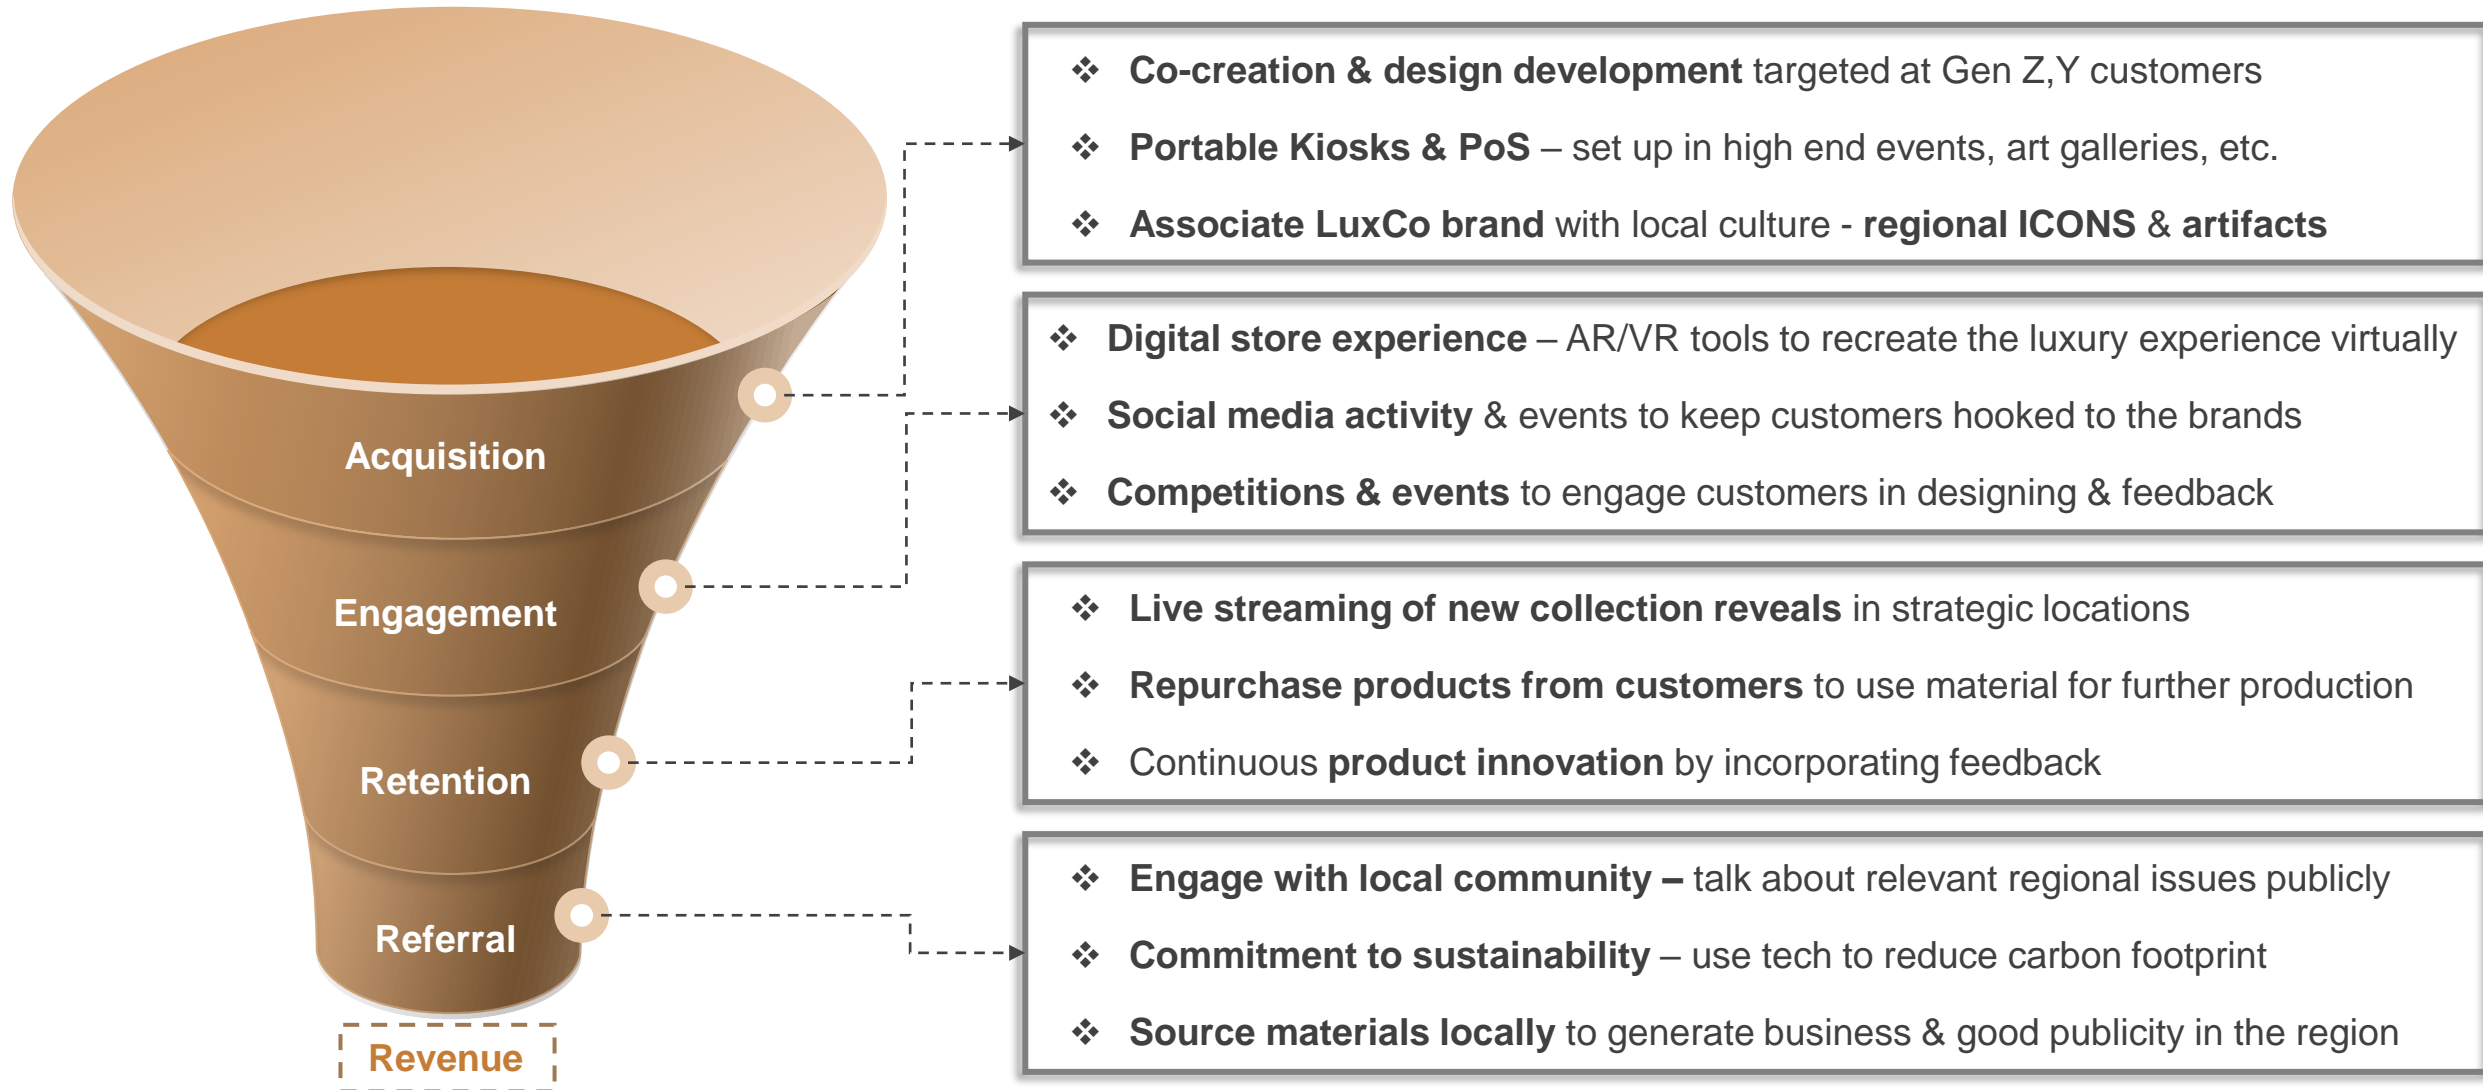 Acquisition
Engagement
Retention
Referral
Revenue
❖ Co-creation & design development targeted at Gen Z,Y customers
❖ Portable Kiosks & PoS – set up in high end events, art galleries, etc.
❖ Associate LuxCo brand with local culture - regional ICONS & artifacts
❖ Digital store experience – AR/VR tools to recreate the luxury experience virtually
❖ Social media activity & events to keep customers hooked to the brands
❖ Competitions & events to engage customers in designing & feedback
❖ Live streaming of new collection reveals in strategic locations
❖ Repurchase products from customers to use material for further production
❖ Continuous product innovation by incorporating feedback
❖ Engage with local community – talk about relevant regional issues publicly
❖ Commitment to sustainability – use tech to reduce carbon footprint
❖ Source materials locally to generate business & good publicity in the region